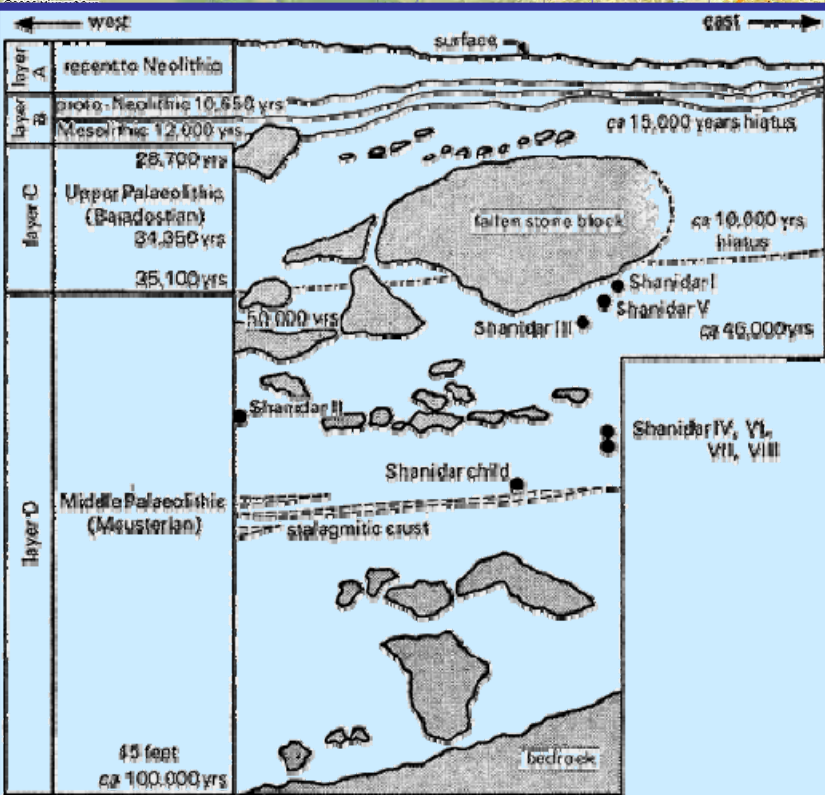 west
east
surface
layer A
recent to Neolithic
layer B
proto-Neolithic 10,650 yrs
Mesolithic 12,000 yrs
ca 15,000 years hiatus
layer C
28,700 yrs
Upper Palaeolithic
(Baradostian)
34,350 yrs
35,100 yrs
fallen stone block
ca 10,000 yrs
hiatus
Shanidar I
Shanidar V
Shanidar III
ca 46,000 yrs
50,000 yrs
layer D
Shanidar II
Shanidar IV, VI,
VII, VIII
Shanidar child
Middle Palaeolithic
(Mousterian)
stalagmitic crust
45 feet
ca 100,000 yrs
bedrock